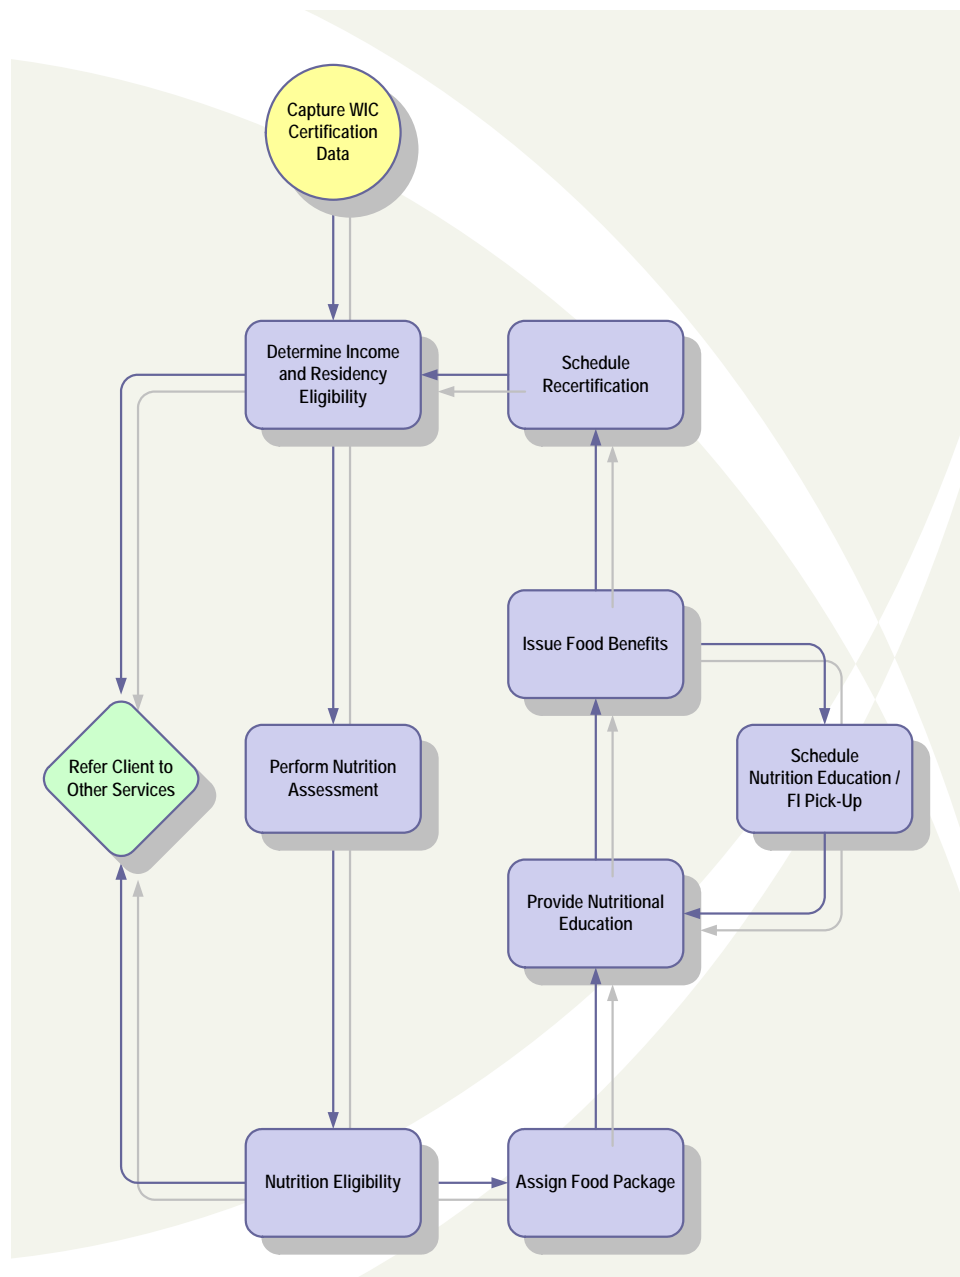 Capture WIC
Certification
Data
Determine Income
and Residency
Eligibility
Schedule
Recertification
Issue Food Benefits
Refer Client to
Other Services
Perform Nutrition
Assessment
Schedule
Nutrition Education /
FI Pick-Up
Provide Nutritional
Education
Nutrition Eligibility
Assign Food Package